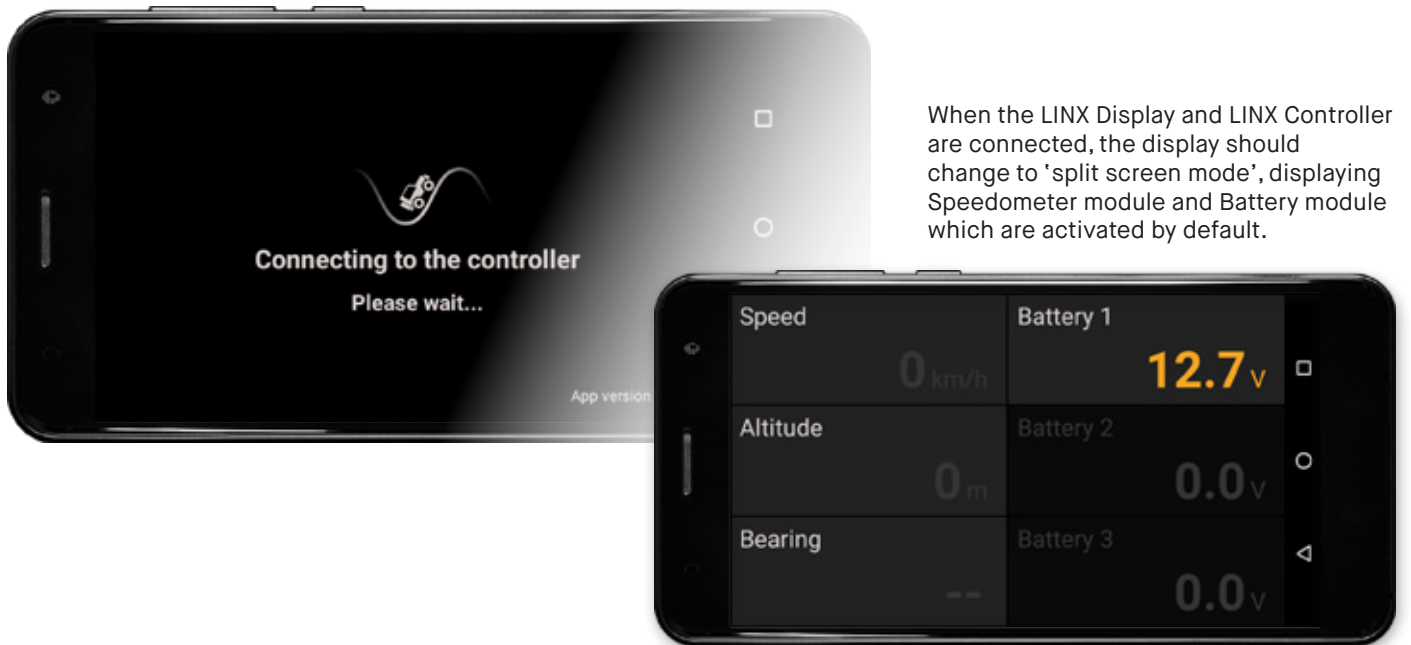 Connecting to the controller
Please wait...
App version
When the LINX Display and LINX Controller
are connected, the display should
change to ‘split screen mode’, displaying
Speedometer module and Battery module
which are activated by default.
Speed
0 km/h
Battery 1
12.7 V
Altitude
0 m
Battery 2
0.0 V
Bearing
--
Battery 3
0.0 V